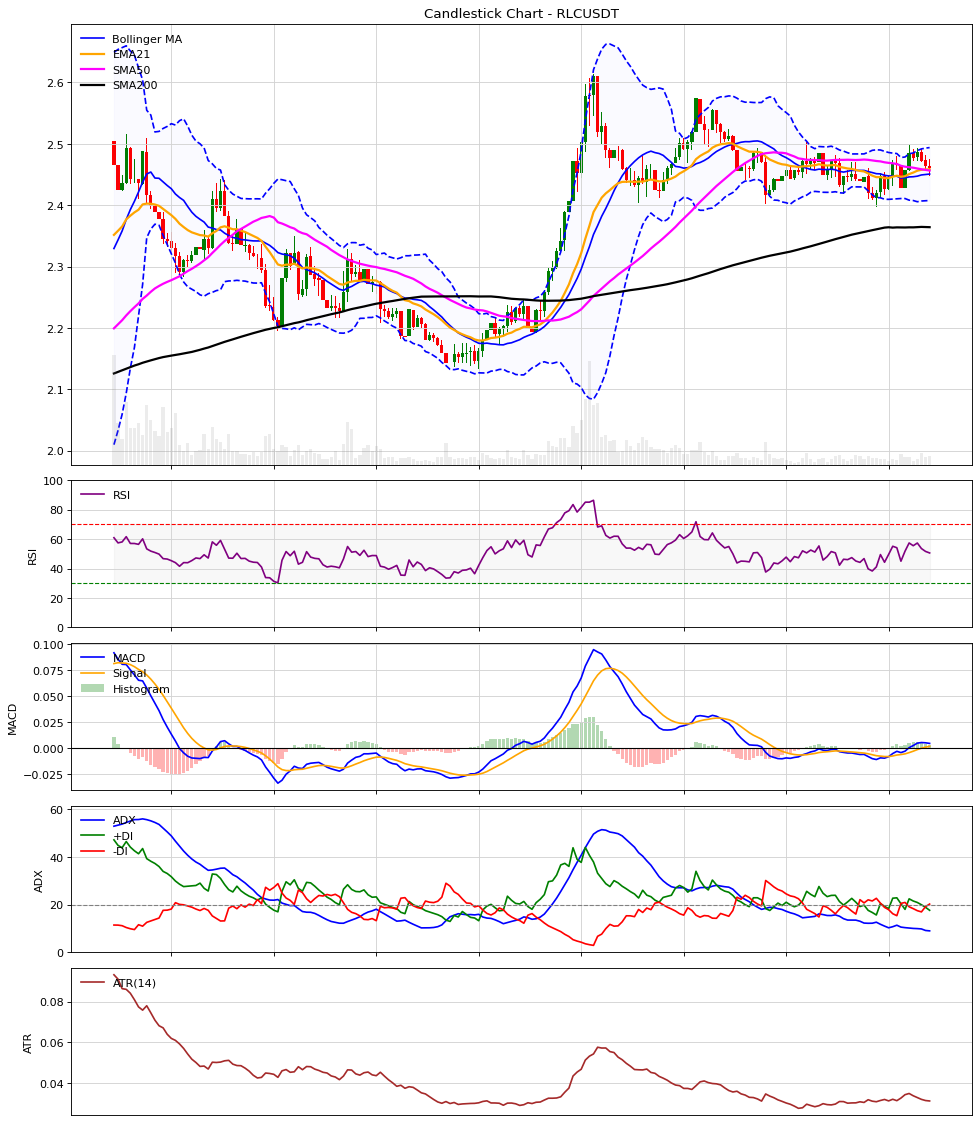 Candlestick Chart - RLCUSDT
Bollinger MA
EMA21
SMA50
SMA200
2.6
2.5
2.4
2.3
2.2
2.1
2.0
RSI
RSI
100
80
60
40
20
0
MACD
MACD
Signal
Histogram
0.100
0.075
0.050
0.025
0.000
−0.025
ADX
ADX
+DI
-DI
60
40
20
0
ATR
ATR(14)
0.08
0.06
0.04